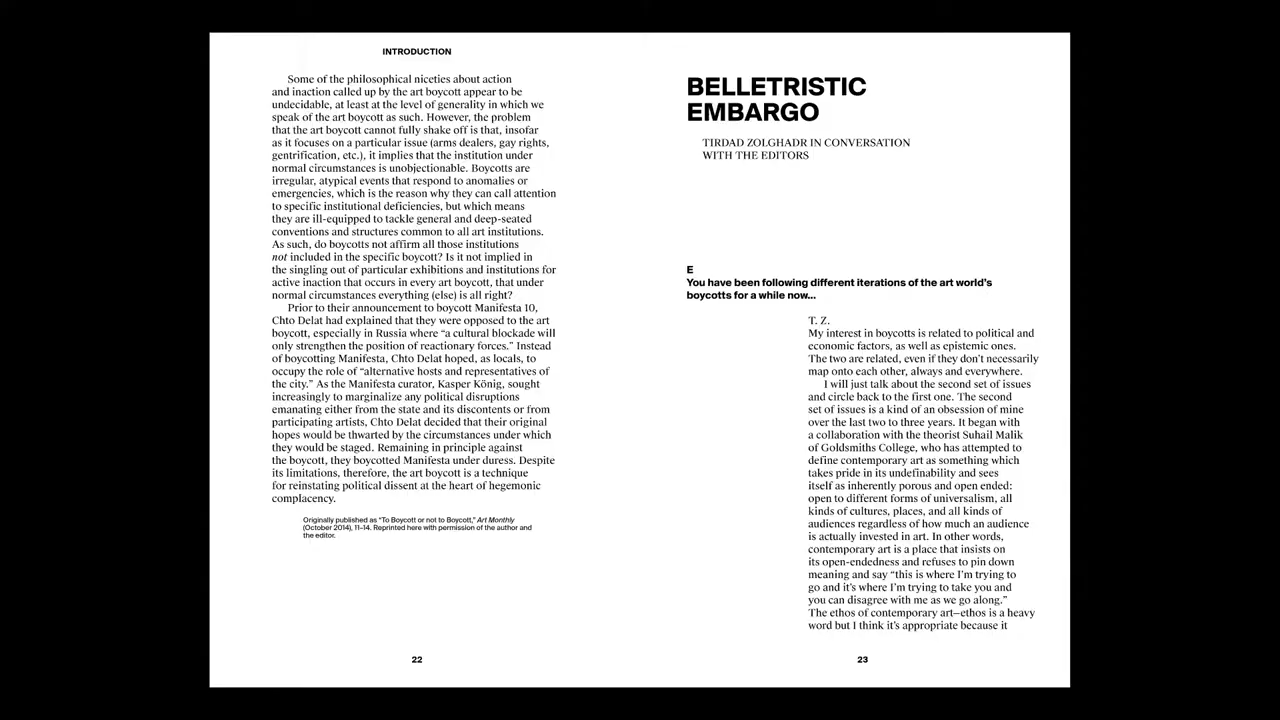 INTRODUCTION
Some of the philosophical niceties about action
and inaction called up by the art boycott appear to be
undecidable, at least at the level of generality in which we
speak of the art boycott as such. However, the problem
that the art boycott cannot fully shake off is that, insofar
as it focuses on a particular issue (arms dealers, gay rights,
gentrification, etc.), it implies that the institution under
normal circumstances is unobjectionable. Boycotts are
irregular, atypical events that respond to anomalies or
emergencies, which is the reason why they can call attention
to specific institutional deficiencies, but which means
they are ill-equipped to tackle general and deep-seated
conventions and structures common to all art institutions.
As such, do boycotts not affirm all those institutions
not included in the specific boycott? Is it not implied in
the singling out of particular exhibitions and institutions for
active inaction that occurs in every art boycott, that under
normal circumstances everything (else) is all right?
Prior to their announcement to boycott Manifesta 10,
Chto Delat had explained that they were opposed to the art
boycott, especially in Russia where “a cultural blockade will
only strengthen the position of reactionary forces.” Instead
of boycotting Manifesta, Chto Delat hoped, as locals, to
occupy the role of “alternative hosts and representatives of
the city.” As the Manifesta curator, Kasper König, sought
increasingly to marginalize any political disruptions
emanating either from the state and its discontents or from
participating artists, Chto Delat decided that their original
hopes would be thwarted by the circumstances under which
they would be staged. Remaining in principle against
the boycott, they boycotted Manifesta under duress. Despite
its limitations, therefore, the art boycott is a technique
for reinstating political dissent at the heart of hegemonic
complacency.
Originally published as “To Boycott or not to Boycott,” Art Monthly
(October 2014), 11–14. Reprinted here with permission of the author and
the editor.
22
BELLETRISTIC
EMBARGO
TIRDAD ZOLGHADR IN CONVERSATION
WITH THE EDITORS
E
You have been following different iterations of the art world’s
boycotts for a while now...
T. Z.
My interest in boycotts is related to political and
economic factors, as well as epistemic ones.
The two are related, even if they don’t necessarily
map onto each other, always and everywhere.
I will just talk about the second set of issues
and circle back to the first one. The second
set of issues is a kind of an obsession of mine
over the last two to three years. It began with
a collaboration with the theorist Suhail Malik
of Goldsmiths College, who has attempted to
define contemporary art as something which
takes pride in its undefinability and sees
itself as inherently porous and open ended:
open to different forms of universalism, all
kinds of cultures, places, and all kinds of
audiences regardless of how much an audience
is actually invested in art. In other words,
contemporary art is a place that insists on
its open-endedness and refuses to pin down
meaning and say “this is where I’m trying to
go and it’s where I’m trying to take you and
you can disagree with me as we go along.”
The ethos of contemporary art—ethos is a heavy
word but I think it’s appropriate because it
23